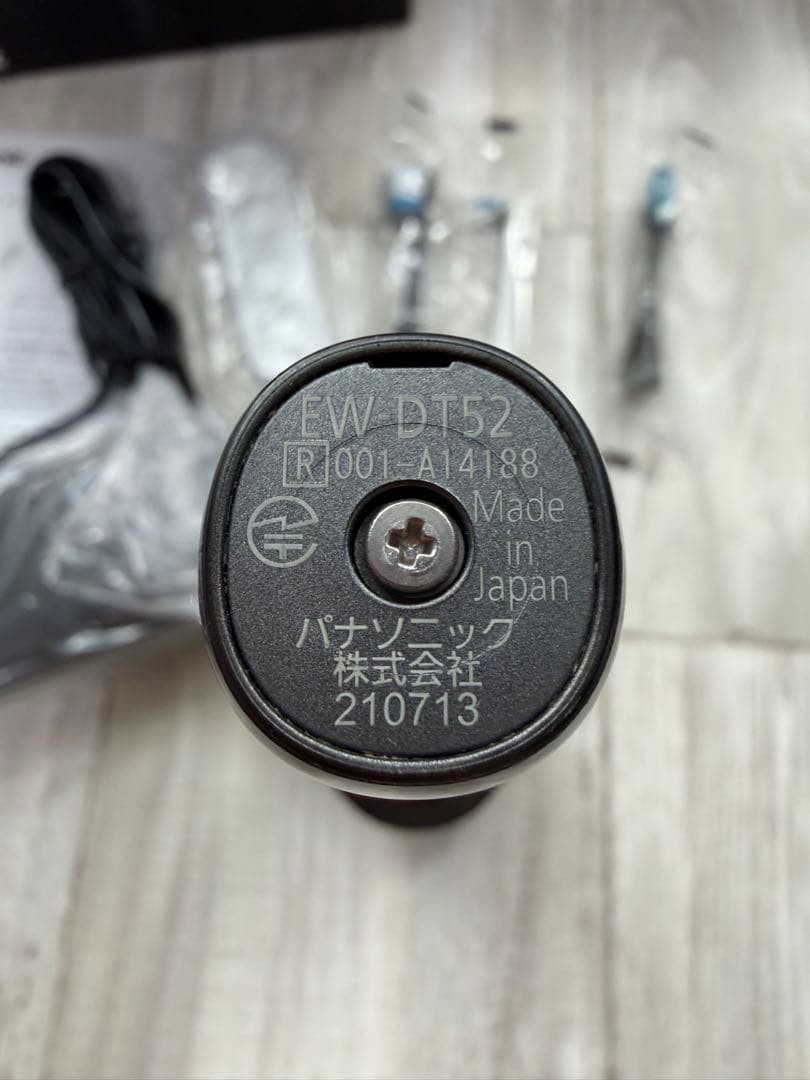 EW-DT52
R 001-A14188
Made
in
Japan
パナソニック
株式会社
210713